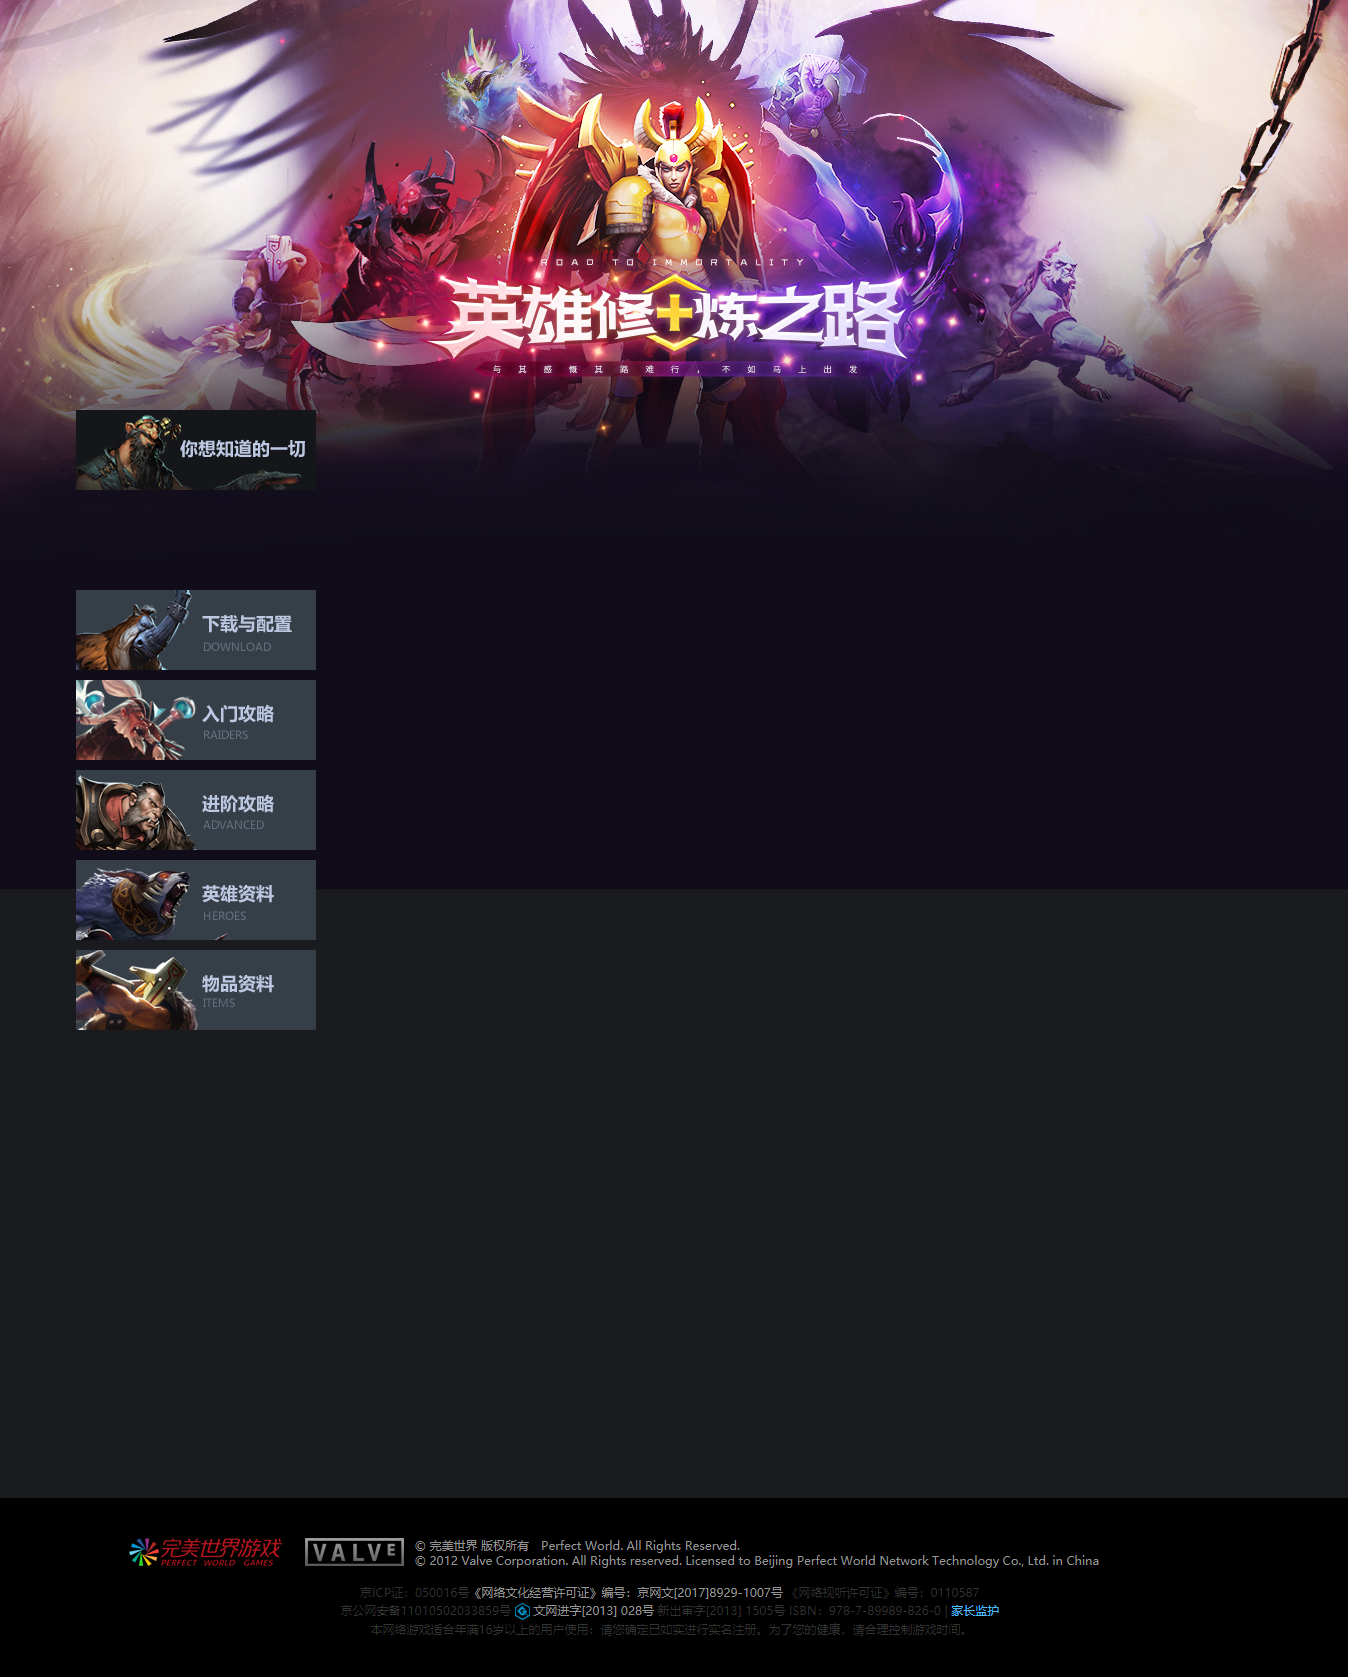 ROAD TO IMMORTALITY
英雄修炼之路
与其感慨其路难行，不如马上出发
你想知道的一切
下载与配置
DOWNLOAD
入门攻略
RAIDERS
进阶攻略
ADVANCED
英雄资料
HEROES
物品资料
ITEMS
完美世界游戏
PERFECT WORLD GAMES
VALVE
© 完美世界 版权所有 Perfect World. All Rights Reserved.
© 2012 Valve Corporation. All Rights reserved. Licensed to Beijing Perfect World Network Technology Co., Ltd. in China
京ICP证：050016号《网络文化经营许可证》编号：京网文[2017]8929-1007号 《网络视听许可证》编号：0110587
京公网安备11010502033859号 文网进字[2013] 028号 新出审字[2013] 1505号 ISBN：978-7-89989-826-0 | 家长监护
本网络游戏适合年满16岁以上的用户使用；请您确定已如实进行实名注册。为了您的健康，请合理控制游戏时间。